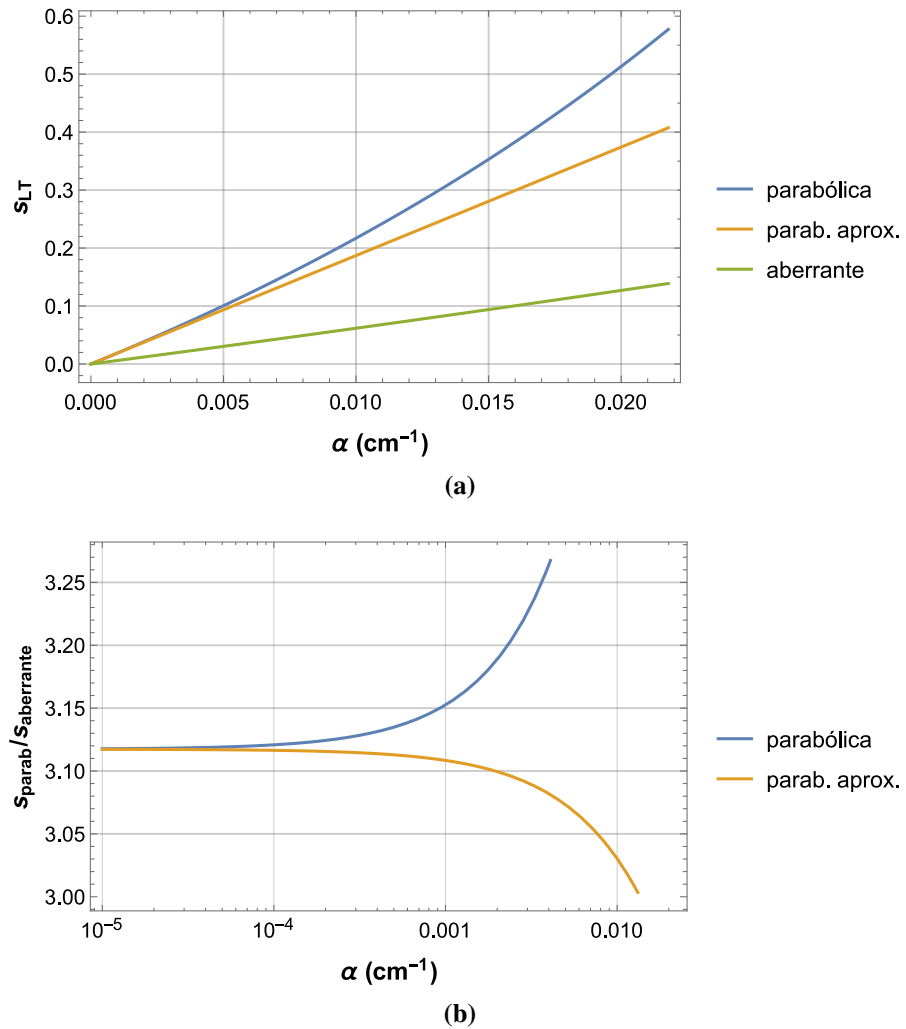 0.6
0.5
0.4
0.3
0.2
0.1
0.0
s_LT
0.000 0.005 0.010 0.015 0.020
α (cm⁻¹)
parabólica
parab. aprox.
aberrante
(a)
3.25
3.20
3.15
3.10
3.05
3.00
s_parab/s_aberrante
10⁻⁵ 10⁻⁴ 0.001 0.010
α (cm⁻¹)
parabólica
parab. aprox.
(b)